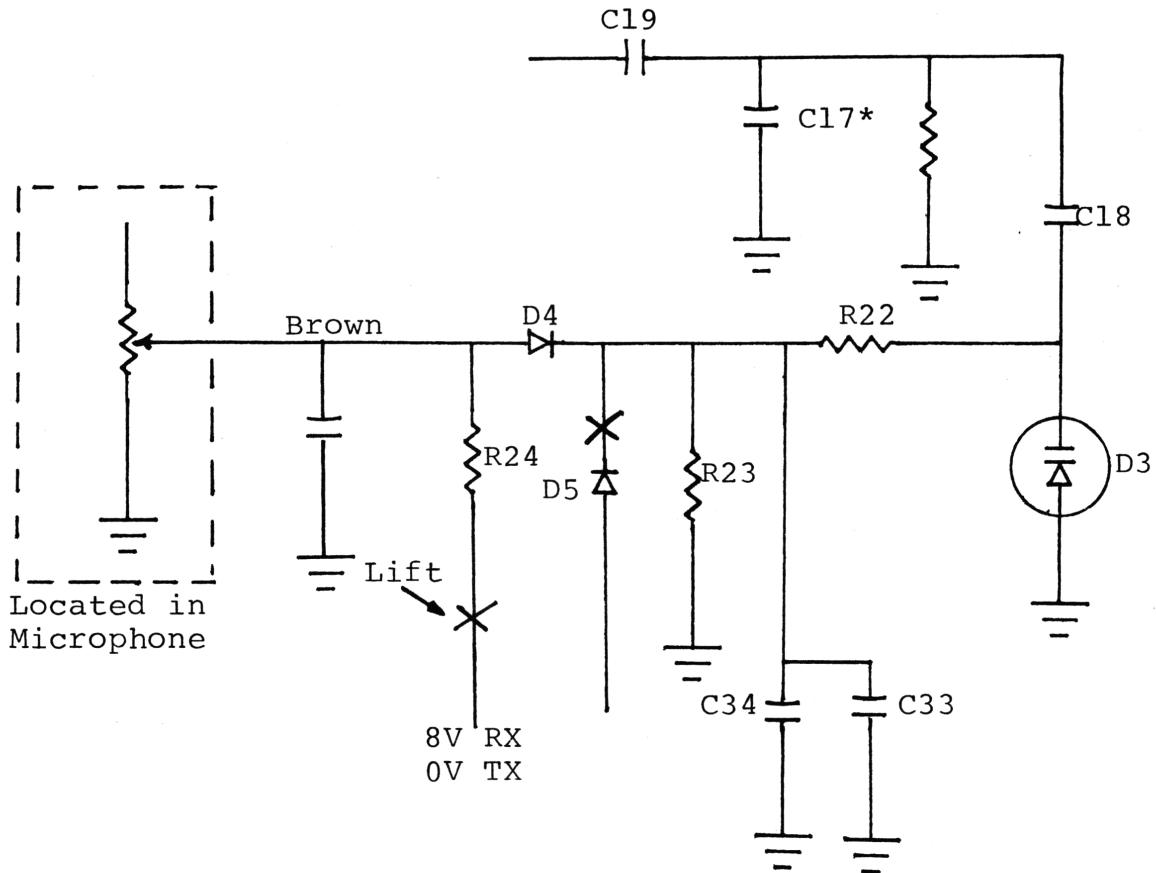 C19
C17*
C18
D4
R22
Brown
R24
D5
R23
D3
Lift
Located in
Microphone
C34
C33
8V RX
0V TX